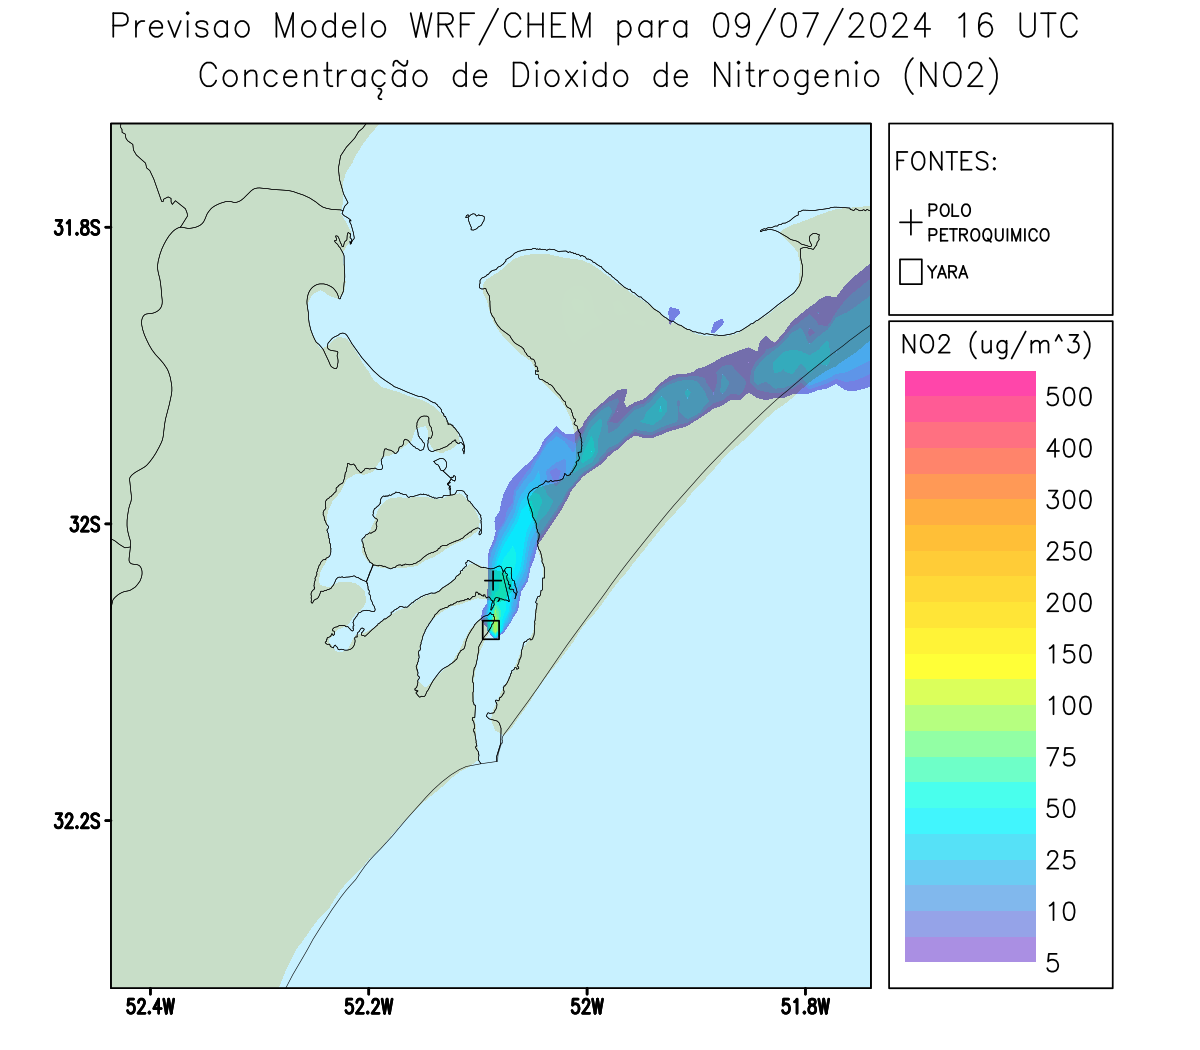 Previsao Modelo WRF/CHEM para 09/07/2024 16 UTC
Concentração de Dioxido de Nitrogenio (NO2)
FONTES:
POLO
PETROQUIMICO
YARA
NO2 (ug/m^3)
500
400
300
250
200
150
100
75
50
25
10
5
31.8S
32S
32.2S
52.4W
52.2W
52W
51.8W